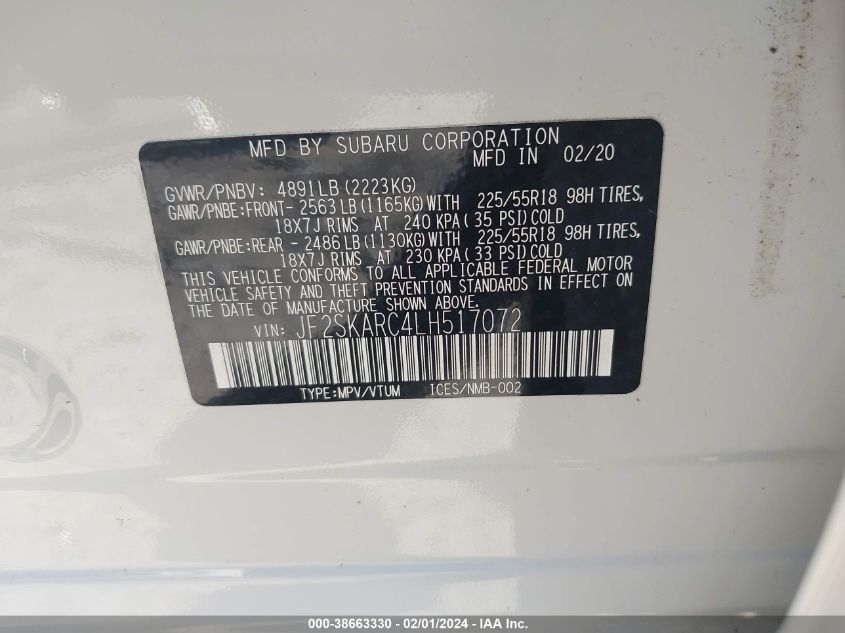 MFD BY SUBARU CORPORATION
MFD IN 02/20
GVWR/PNBV: 4891LB (2223KG)
GAWR/PNBE:FRONT- 2563LB (1165KG) WITH 225/55R18 98H TIRES,
18X7J RIMS AT 240 KPA (35 PSI) COLD
GAWR/PNBE:REAR - 2486LB (1130KG) WITH 225/55R18 98H TIRES,
18X7J RIMS AT 230 KPA (33 PSI) COLD
THIS VEHICLE CONFORMS TO ALL APPLICABLE FEDERAL MOTOR
VEHICLE SAFETY AND THEFT PREVENTION STANDARDS IN EFFECT ON
THE DATE OF MANUFACTURE SHOWN ABOVE.
VIN: JF2SKARC4LH517072
TYPE:MPV/VTUM ICES/NMB-002
000-38663330 - 02/01/2024 - IAA Inc.